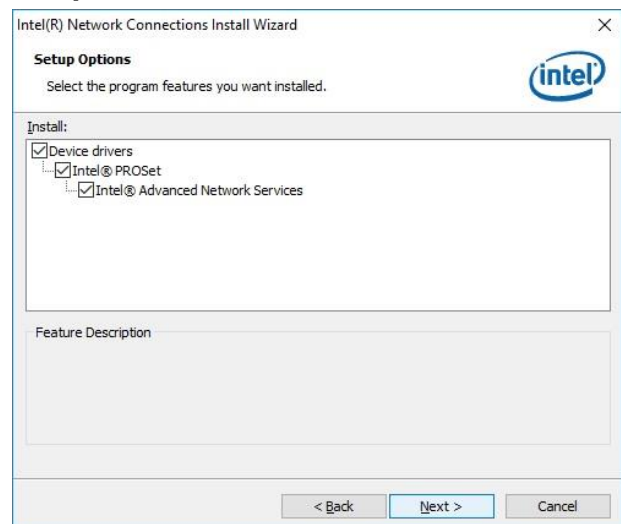 Intel(R) Network Connections Install Wizard
Setup Options
Select the program features you want installed.
intel
Install:
Device drivers
Intel® PROSet
Intel® Advanced Network Services
Feature Description
< Back
Next >
Cancel